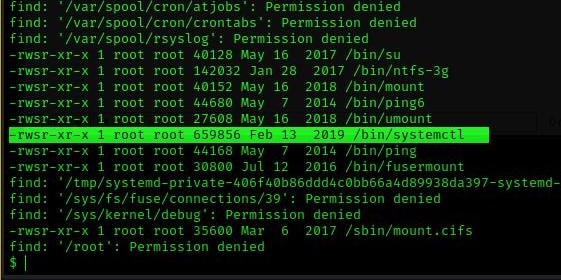 find: '/var/spool/cron/atjobs': Permission denied
find: '/var/spool/cron/crontabs': Permission denied
find: '/var/spool/rsyslog': Permission denied
-rwsr-xr-x 1 root root 40128 May 16  2017 /bin/su
-rwsr-xr-x 1 root root 142032 Jan 28  2017 /bin/ntfs-3g
-rwsr-xr-x 1 root root 40152 May 16  2018 /bin/mount
-rwsr-xr-x 1 root root 44680 May  7  2014 /bin/ping6
-rwsr-xr-x 1 root root 27608 May 16  2018 /bin/umount
-rwsr-xr-x 1 root root 659856 Feb 13  2019 /bin/systemctl
-rwsr-xr-x 1 root root 44168 May  7  2014 /bin/ping
-rwsr-xr-x 1 root root 30800 Jul 12  2016 /bin/fusermount
find: '/tmp/systemd-private-406f40b86ddd4c0bb66a4d89938da397-systemd-
find: '/sys/fs/fuse/connections/39': Permission denied
find: '/sys/kernel/debug': Permission denied
-rwsr-xr-x 1 root root 35600 Mar  6  2017 /sbin/mount.cifs
find: '/root': Permission denied
$